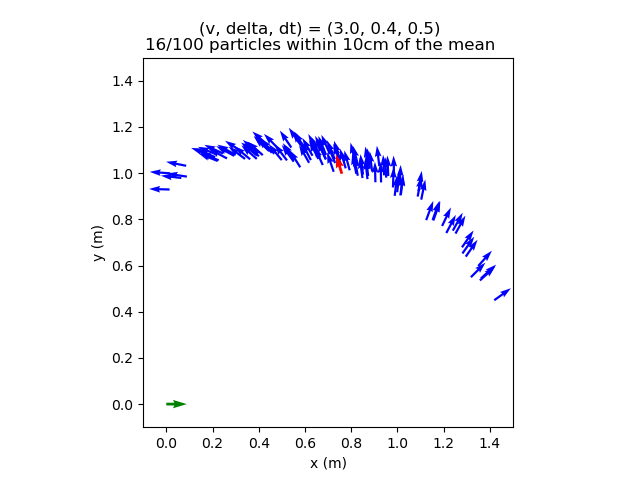 (v, delta, dt) = (3.0, 0.4, 0.5)
16/100 particles within 10cm of the mean
1.4
1.2
1.0
0.8
0.6
0.4
0.2
0.0
y (m)
0.0 0.2 0.4 0.6 0.8 1.0 1.2 1.4
x (m)